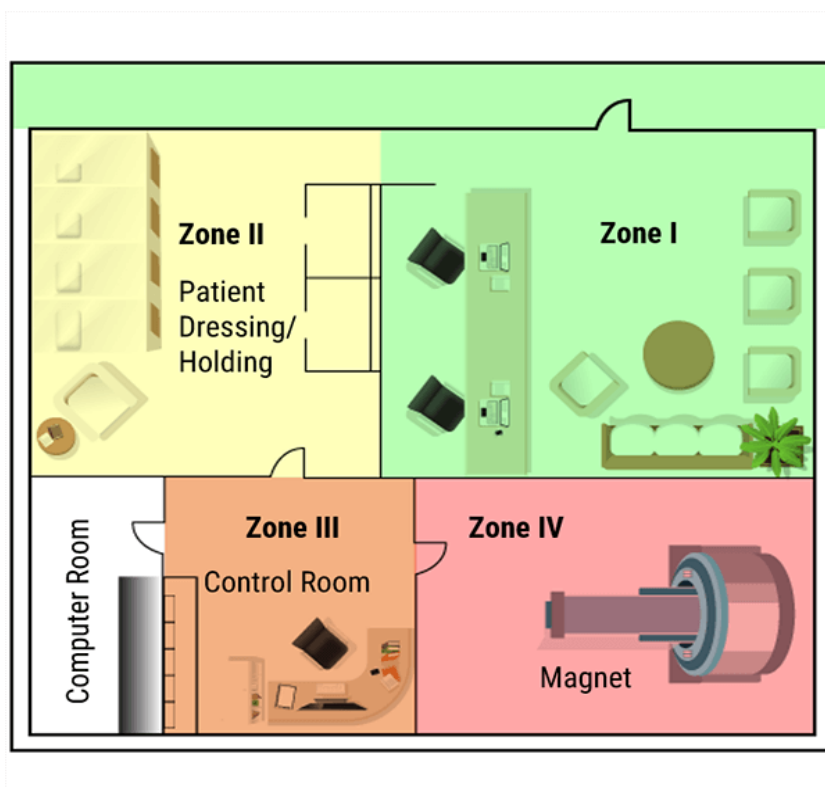 Zone II
Patient
Dressing/
Holding
Zone I
Computer Room
Zone III
Control Room
Zone IV
Magnet